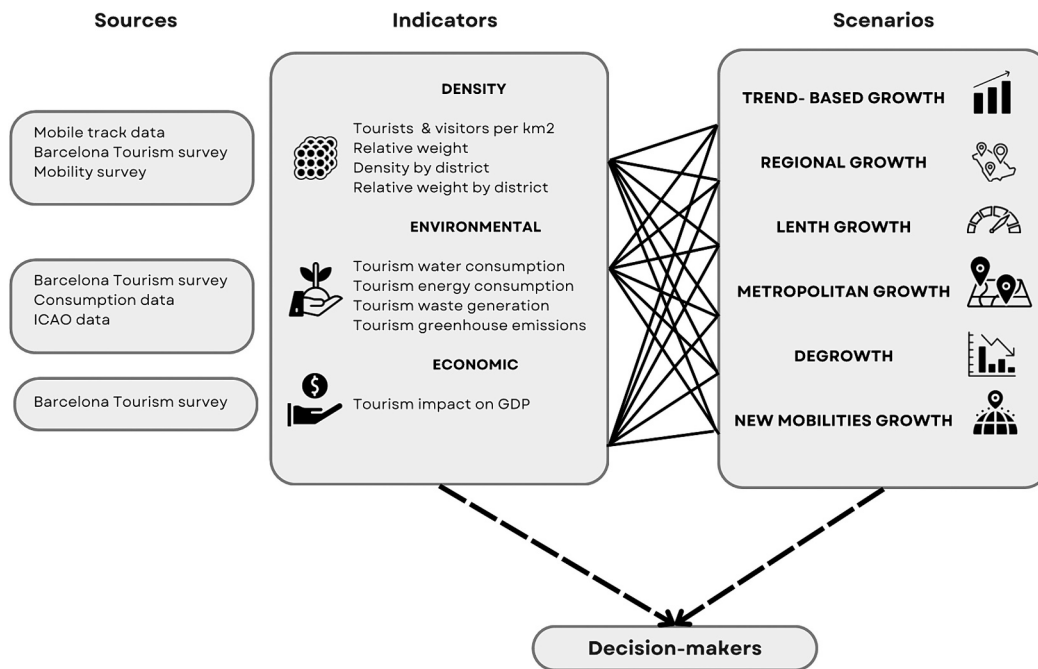 Sources
Indicators
Scenarios
Mobile track data
Barcelona Tourism survey
Mobility survey
Barcelona Tourism survey
Consumption data
ICAO data
Barcelona Tourism survey
DENSITY
Tourists & visitors per km2
Relative weight
Density by district
Relative weight by district
ENVIRONMENTAL
Tourism water consumption
Tourism energy consumption
Tourism waste generation
Tourism greenhouse emissions
ECONOMIC
$
Tourism impact on GDP
TREND- BASED GROWTH
REGIONAL GROWTH
LENTH GROWTH
METROPOLITAN GROWTH
DEGROWTH
NEW MOBILITIES GROWTH
Decision-makers